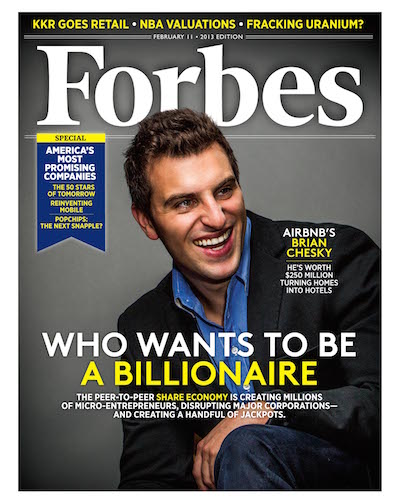 KKR GOES RETAIL • NBA VALUATIONS • FRACKING URANIUM?
FEBRUARY 11 • 2013 EDITION
Forbes
SPECIAL
AMERICA'S
MOST
PROMISING
COMPANIES
THE 50 STARS
OF TOMORROW
REINVENTING
MOBILE
POPCHIPS:
THE NEXT SNAPPLE?
AIRBNB'S
BRIAN
CHESKY
HE'S WORTH
$250 MILLION
TURNING HOMES
INTO HOTELS
WHO WANTS TO BE
A BILLIONAIRE
THE PEER-TO-PEER SHARE ECONOMY IS CREATING MILLIONS
OF MICRO-ENTREPRENEURS, DISRUPTING MAJOR CORPORATIONS—
AND CREATING A HANDFUL OF JACKPOTS.